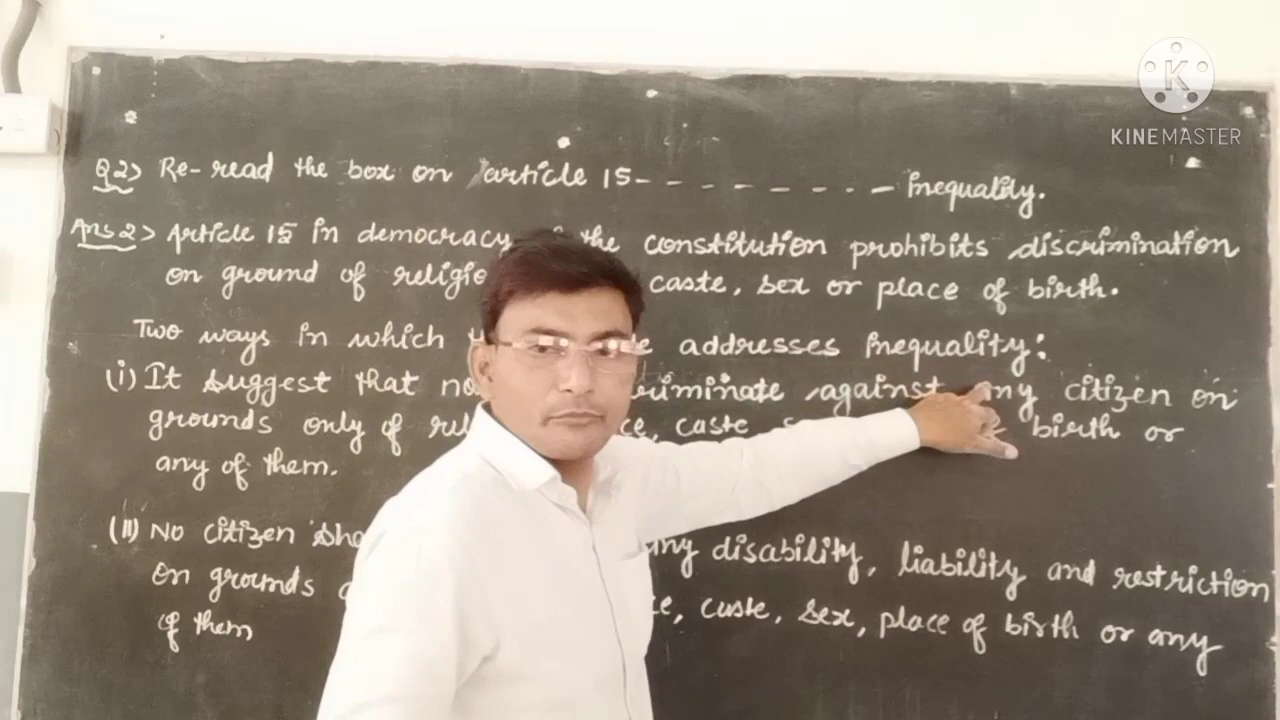 KINEMASTER
Q2> Re-read the box on article 15- - - - - - - - - Inequality.
Ans2> Article 15 in democracy the constitution prohibits discrimination
on ground of caste, sex or place of birth.
Two ways in which addresses inequality:
(i) It suggest that against any citizen on
grounds only of caste birth or
any of them.
(ii) No citizen any disability, liability and restriction
on grounds caste, sex, place of birth or any
of them